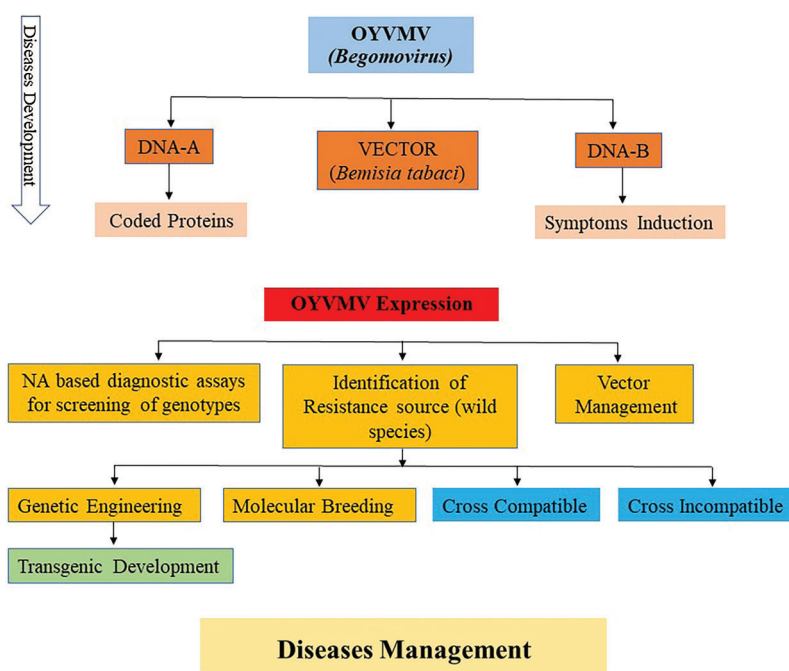 Diseases Development
OYVMV
(Begomovirus)
DNA-A
VECTOR
(Bemisia tabaci)
DNA-B
Coded Proteins
Symptoms Induction
OYVMV Expression
NA based diagnostic assays
for screening of genotypes
Identification of
Resistance source (wild
species)
Vector
Management
Genetic Engineering
Molecular Breeding
Cross Compatible
Cross Incompatible
Transgenic Development
Diseases Management